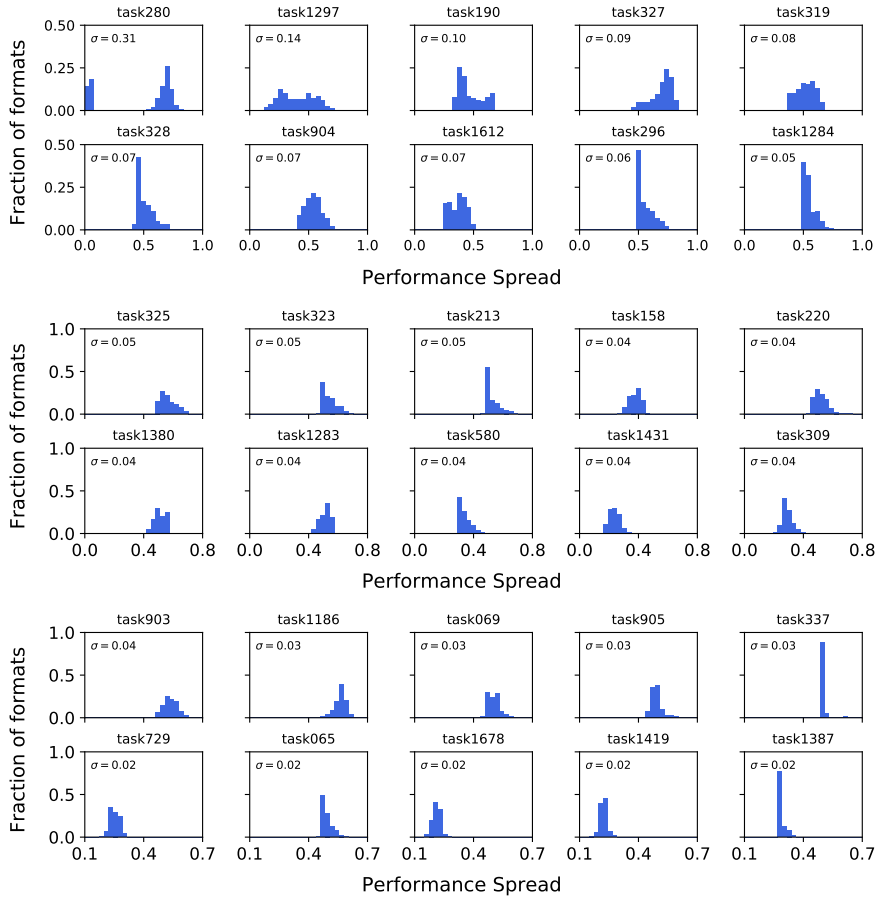 task280 task1297 task190 task327 task319
0.50 σ = 0.31 σ = 0.14 σ = 0.10 σ = 0.09 σ = 0.08
0.25
0.00
task328 task904 task1612 task296 task1284
0.50 σ = 0.07 σ = 0.07 σ = 0.07 σ = 0.06 σ = 0.05
0.25
0.00
0.0 0.5 1.0 0.0 0.5 1.0 0.0 0.5 1.0 0.0 0.5 1.0 0.0 0.5 1.0
Fraction of formats
Performance Spread
task325 task323 task213 task158 task220
1.0 σ = 0.05 σ = 0.05 σ = 0.05 σ = 0.04 σ = 0.04
0.5
0.0
task1380 task1283 task580 task1431 task309
1.0 σ = 0.04 σ = 0.04 σ = 0.04 σ = 0.04 σ = 0.04
0.5
0.0
0.0 0.4 0.8 0.0 0.4 0.8 0.0 0.4 0.8 0.0 0.4 0.8 0.0 0.4 0.8
Fraction of formats
Performance Spread
task903 task1186 task069 task905 task337
1.0 σ = 0.04 σ = 0.03 σ = 0.03 σ = 0.03 σ = 0.03
0.5
0.0
task729 task065 task1678 task1419 task1387
1.0 σ = 0.02 σ = 0.02 σ = 0.02 σ = 0.02 σ = 0.02
0.5
0.0
0.1 0.4 0.7 0.1 0.4 0.7 0.1 0.4 0.7 0.1 0.4 0.7 0.1 0.4 0.7
Fraction of formats
Performance Spread